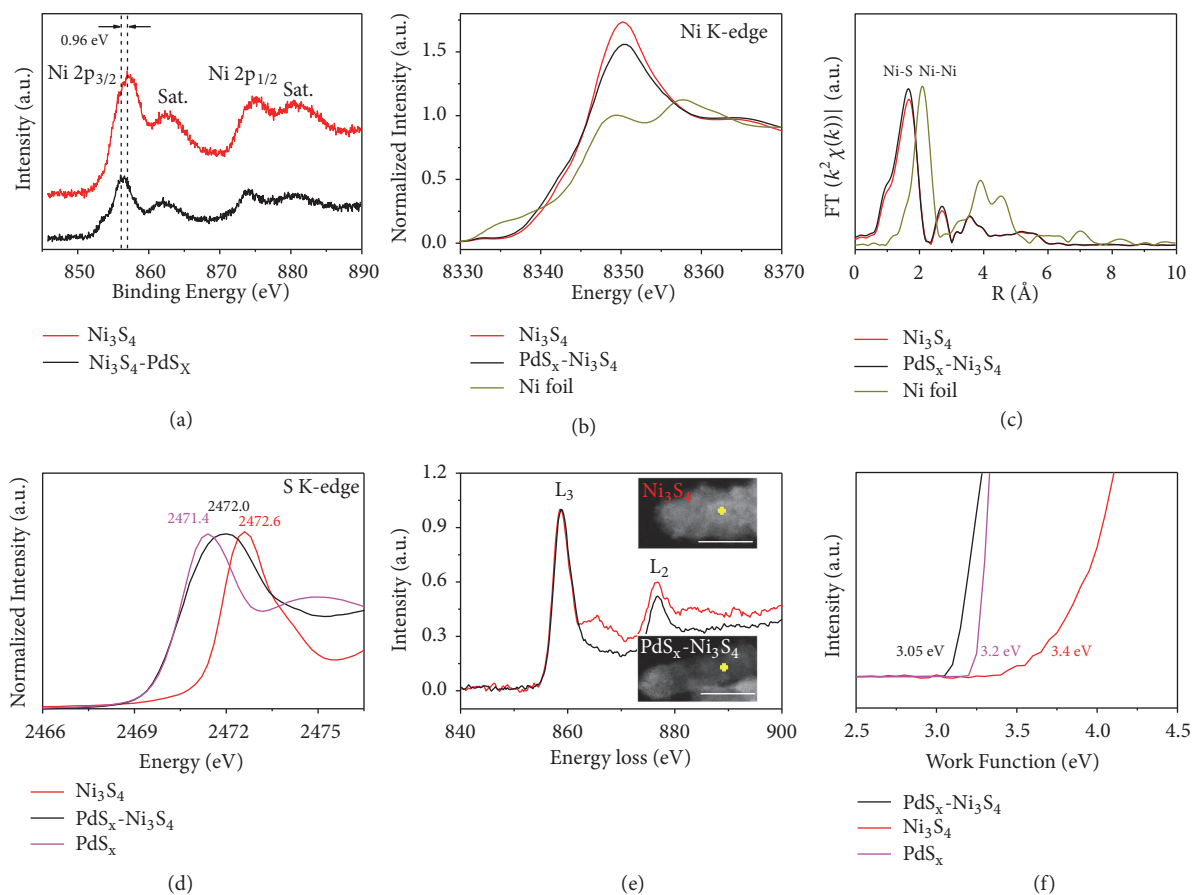 0.96 eV
Ni 2p3/2
Sat.
Ni 2p1/2
Sat.
Intensity (a.u.)
850 860 870 880 890
Binding Energy (eV)
Ni3S4
Ni3S4-PdSX
(a)
Ni K-edge
Normalized Intensity (a.u.)
1.5
1.0
0.5
0.0
8330 8340 8350 8360 8370
Energy (eV)
Ni3S4
PdSx-Ni3S4
Ni foil
(b)
Ni-S Ni-Ni
FT (k2 χ(k))| (a.u.)
0 2 4 6 8 10
R (Å)
Ni3S4
PdSx-Ni3S4
Ni foil
(c)
S K-edge
2472.0
2471.4
2472.6
Normalized Intensity (a.u.)
2466 2469 2472 2475
Energy (eV)
Ni3S4
PdSx-Ni3S4
PdSx
(d)
1.2
0.9
0.6
0.3
0.0
Intensity (a.u.)
L3
L2
Ni3S4
PdSx-Ni3S4
840 860 880 900
Energy loss (eV)
(e)
Intensity (a.u.)
3.05 eV
3.2 eV
3.4 eV
2.5 3.0 3.5 4.0 4.5
Work Function (eV)
PdSx-Ni3S4
Ni3S4
PdSx
(f)